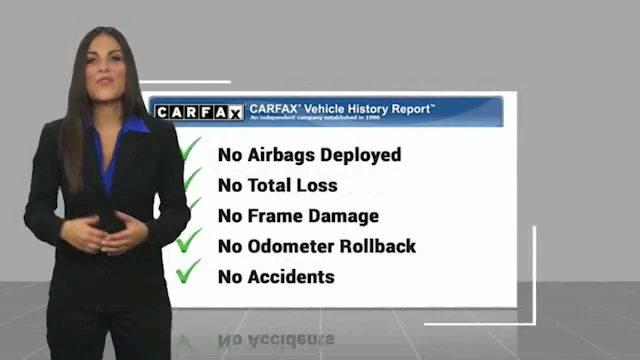 CARFAX CARFAX Vehicle History Report™
An independent company established in 1986
No Airbags Deployed
No Total Loss
No Frame Damage
No Odometer Rollback
No Accidents
No Accidents